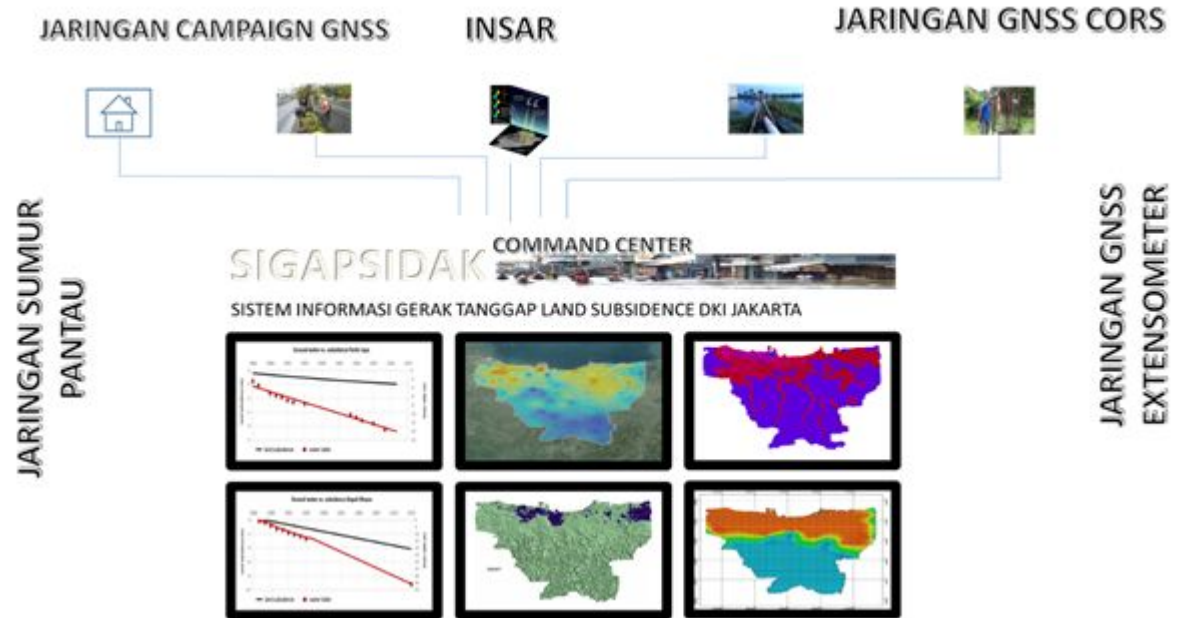 JARINGAN CAMPAIGN GNSS
INSAR
JARINGAN GNSS CORS
JARINGAN SUMUR
PANTAU
JARINGAN GNSS
EXTENSOMETER
COMMAND CENTER
SIGAPSIDAK
SISTEM INFORMASI GERAK TANGGAP LAND SUBSIDENCE DKI JAKARTA